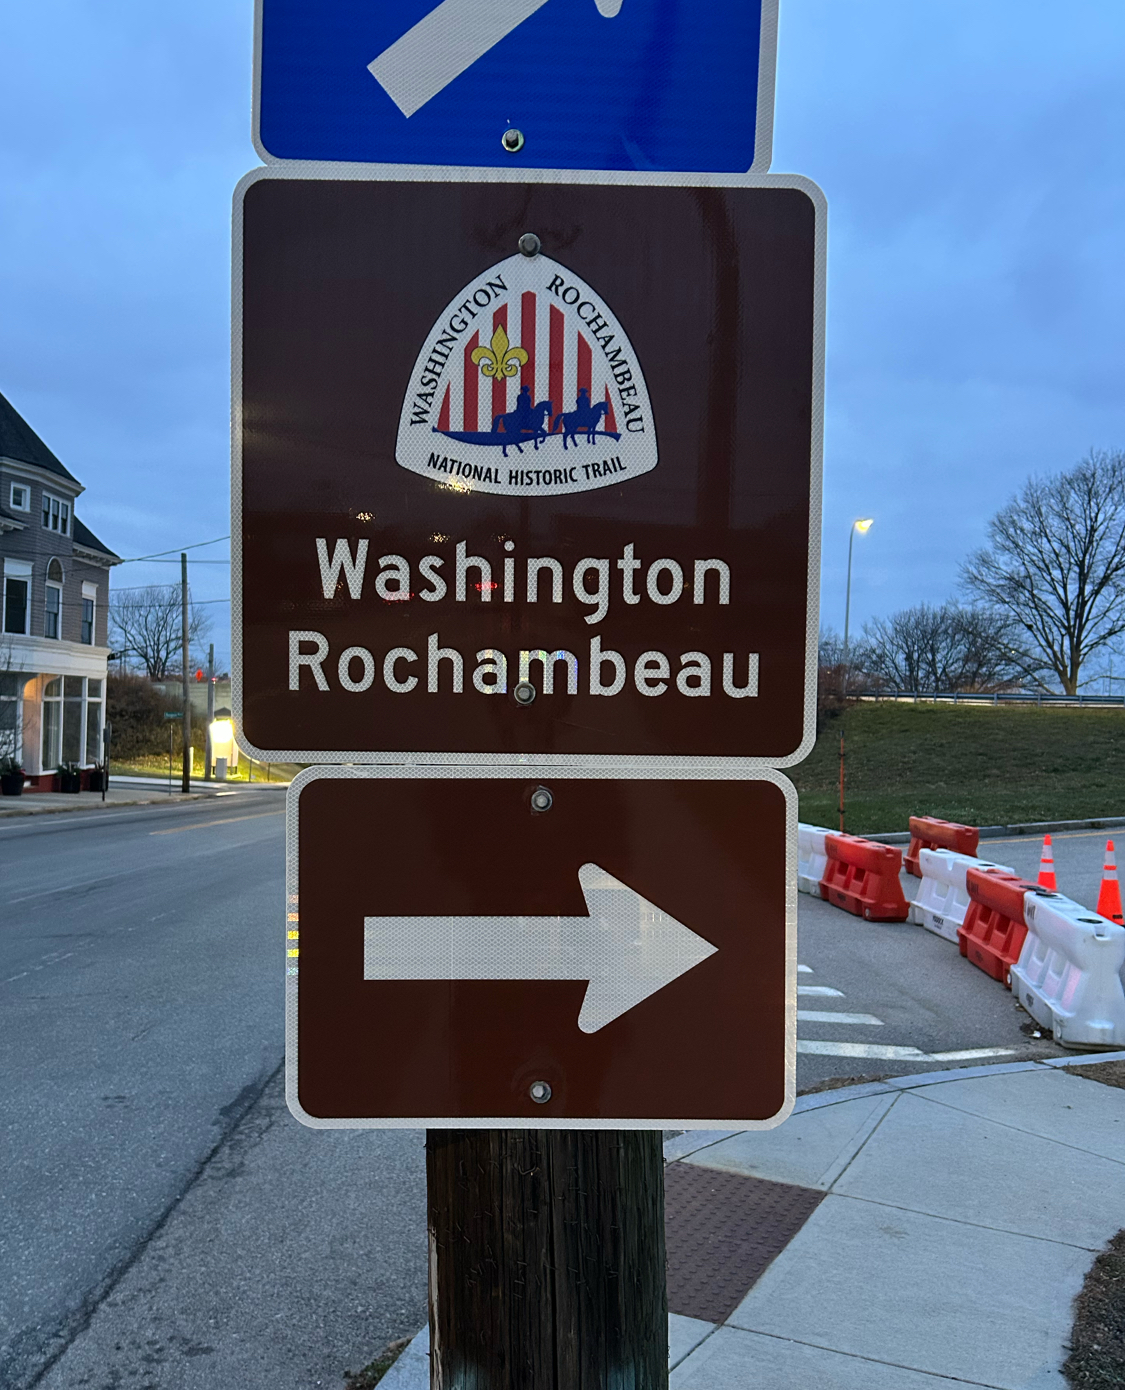 WASHINGTON ROCHAMBEAU
NATIONAL HISTORIC TRAIL
Washington
Rochambeau